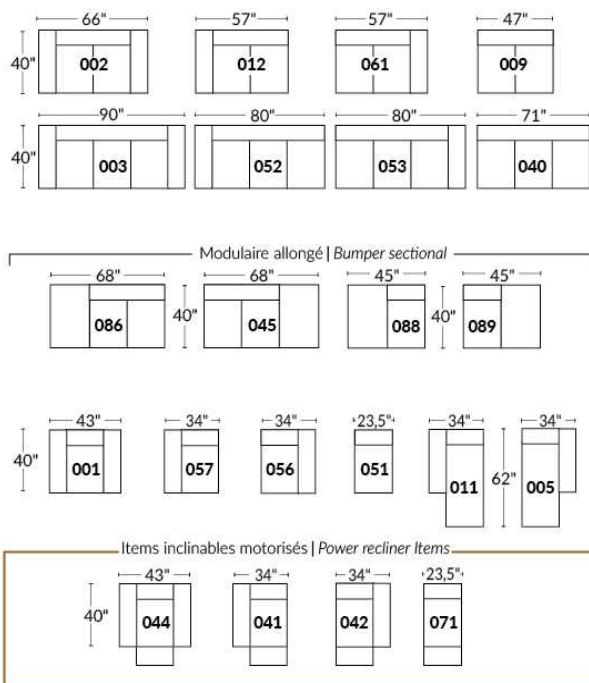 66" 57" 57" 47"
40" 002 012 061 009
90" 80" 80" 71"
40" 003 052 053 040
Modulaire allongé | Bumper sectional
68" 68" 45" 45"
086 40" 045 088 40" 089
43" 34" 34" 23,5" 34" 34"
40" 001 057 056 051 011 62" 005
Items inclinables motorisés | Power recliner Items
43" 34" 34" 23,5"
40" 044 041 042 071